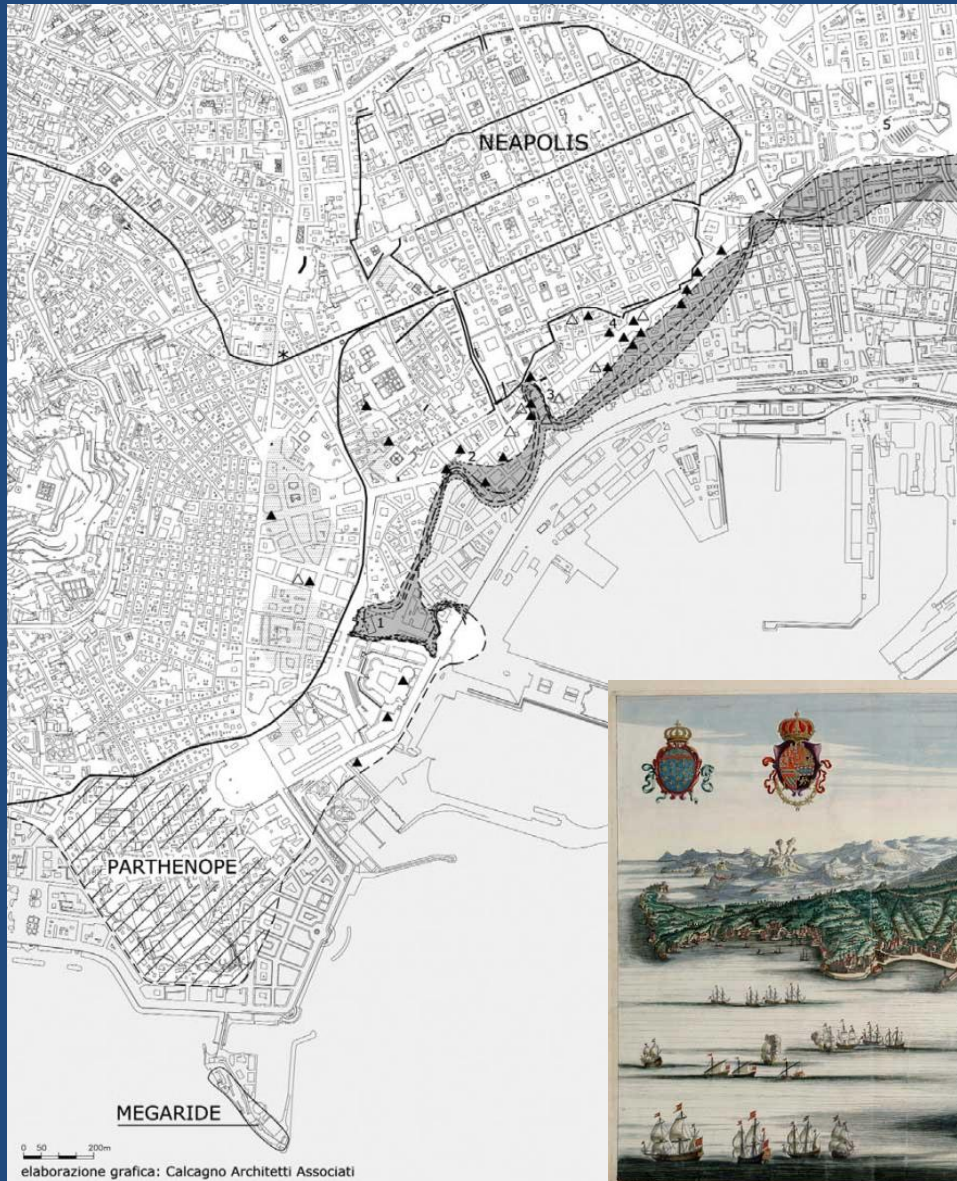 NEAPOLIS
5
4
3
2
1
PARTHENOPE
MEGARIDE
0 50 200m
elaborazione grafica: Calcagno Architetti Associati